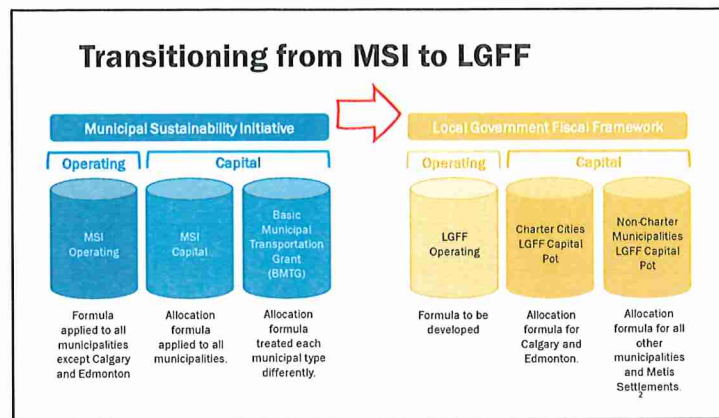 Transitioning from MSI to LGFF
Municipal Sustainability Initiative
Operating
Capital
MSI
Operating
MSI
Capital
Basic
Municipal
Transportation
Grant
(BMTG)
Formula
applied to all
municipalities
except Calgary
and Edmonton
Allocation
formula
applied to all
municipalities.
Allocation
formula
treated each
municipal type
differently.
Local Government Fiscal Framework
Operating
Capital
LGFF
Operating
Charter Cities
LGFF Capital
Pot
Non-Charter
Municipalities
LGFF Capital
Pot
Formula to be
developed
Allocation
formula for
Calgary and
Edmonton.
Allocation
formula for all
other
municipalities
and Metis
Settlements.
2